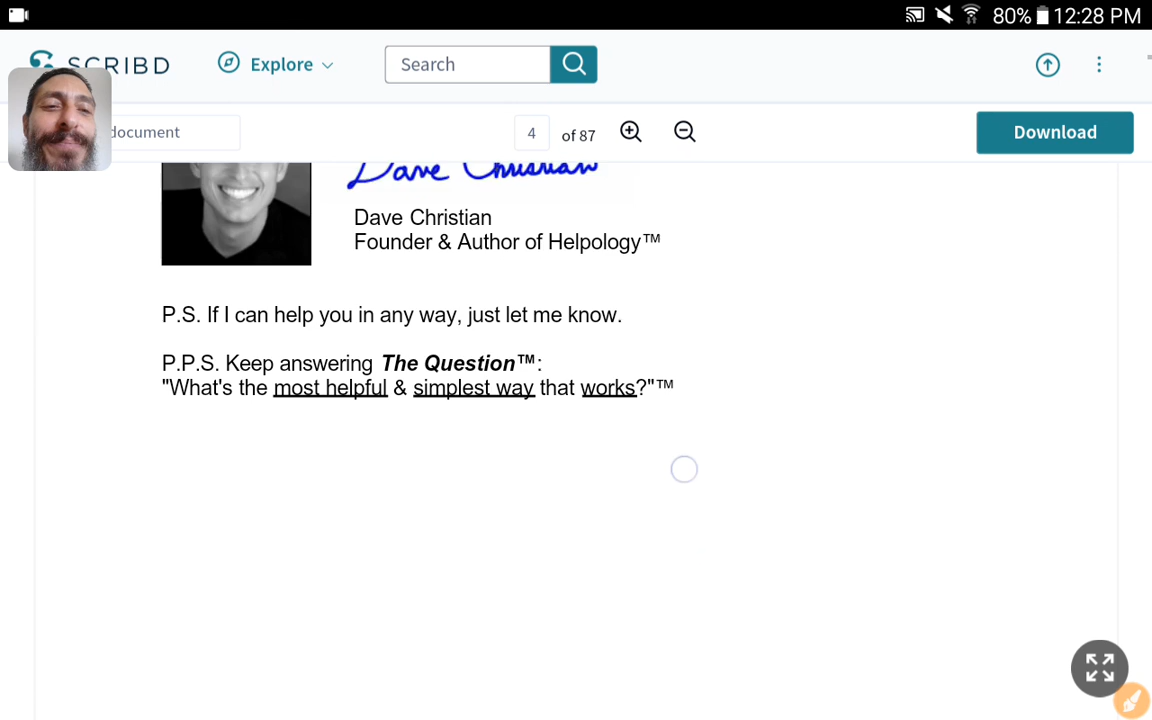 80% 12:28 PM
SCRIBD Explore Search
document 4 of 87 Download
Dave Christian
Dave Christian
Founder & Author of Helpology™
P.S. If I can help you in any way, just let me know.
P.P.S. Keep answering The Question™:
"What's the most helpful & simplest way that works?"™